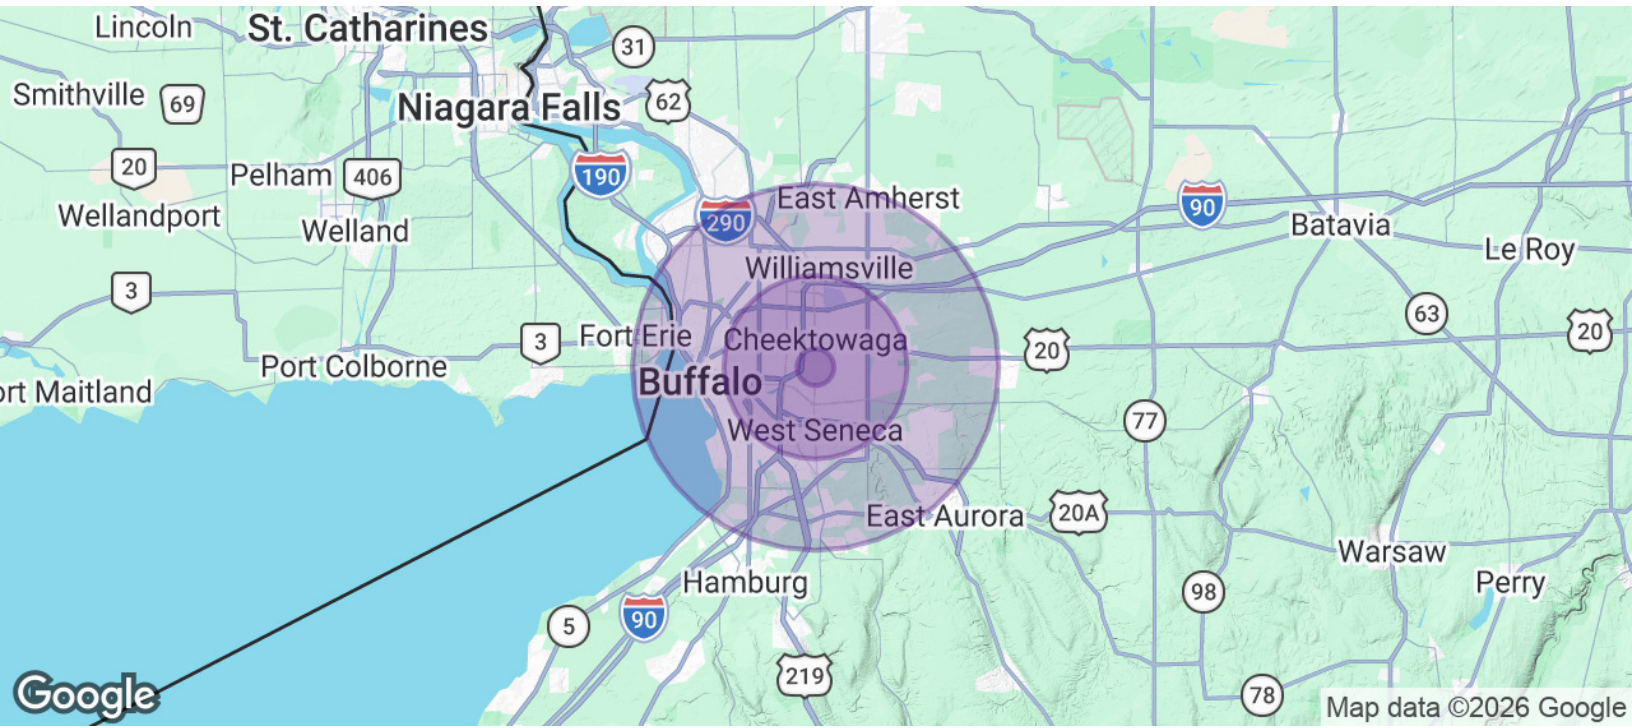 Lincoln
St. Catharines
31
Smithville
69
Niagara Falls
62
20
Pelham
406
190
Wellandport
Welland
290
East Amherst
90
Batavia
Le Roy
3
Williamsville
63
3
Fort Erie
Cheektowaga
20
20
Port Colborne
ort Maitland
Buffalo
77
West Seneca
East Aurora
20A
Warsaw
Hamburg
98
Perry
5
90
219
78
Google
Map data ©2026 Google